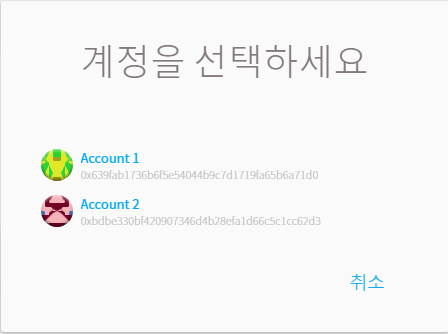 계정을 선택하세요
Account 1
0x639fab1736b6f5e54044b9c7d1719fa65b6a71d0
Account 2
0xbdbe330bf420907346d4b28efa1d66c5c1cc62d3
취소